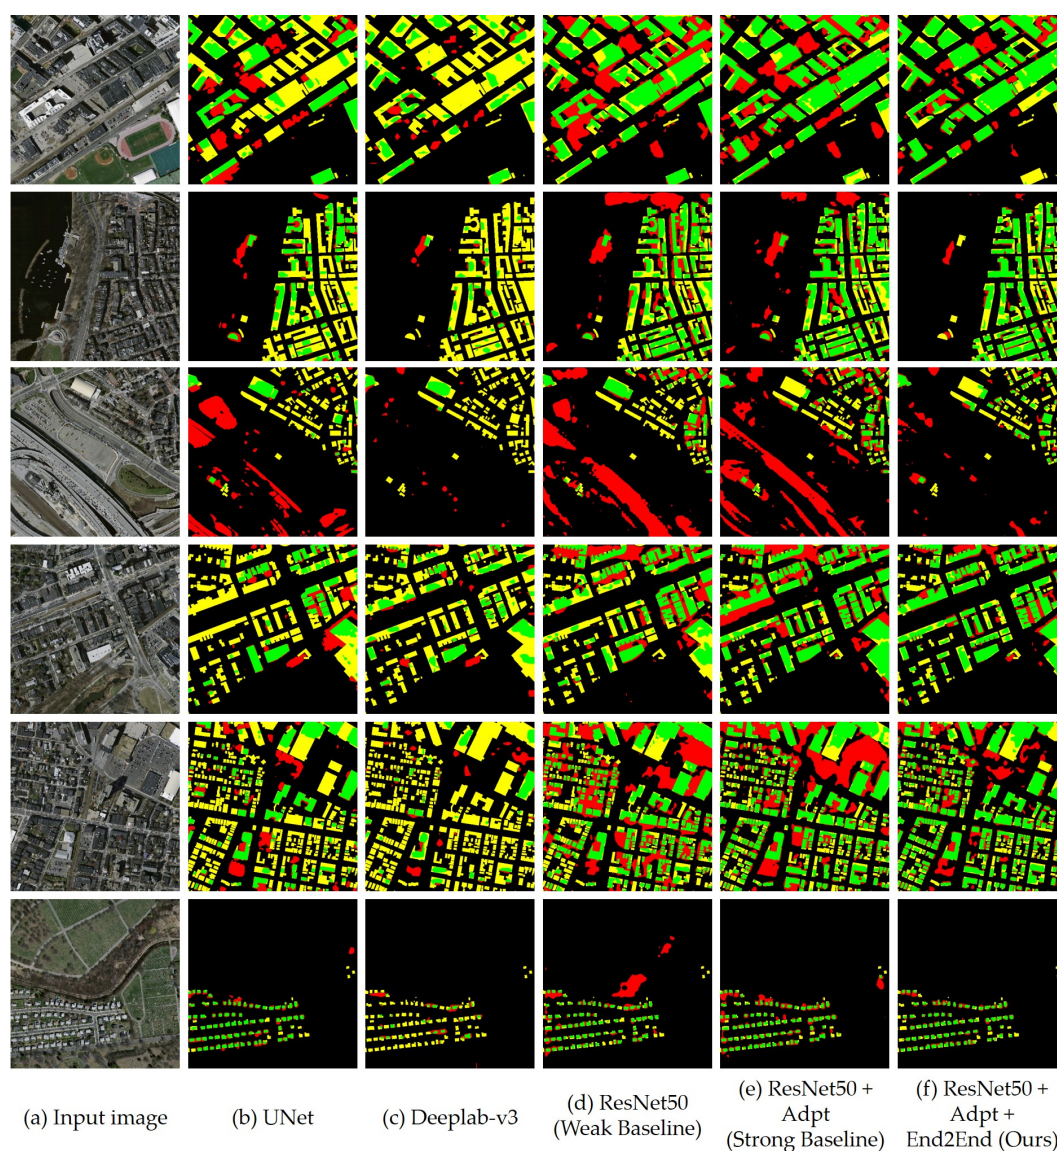 (a) Input image
(b) UNet
(c) Deeplab-v3
(d) ResNet50
(Weak Baseline)
(e) ResNet50 +
Adpt
(Strong Baseline)
(f) ResNet50 +
Adpt +
End2End (Ours)